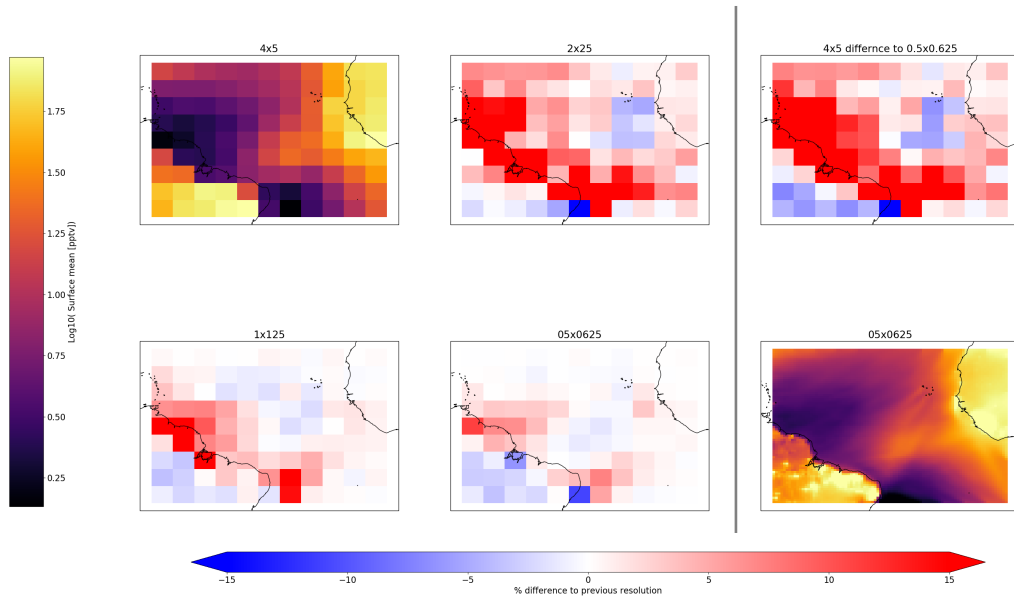 4x5
2x25
4x5 differnce to 0.5x0.625
1.75
1.50
1.25
1.00
0.75
0.50
0.25
Log10( Surface mean [pptv]
1x125
05x0625
05x0625
−15
−10
−5
0
5
10
15
% difference to previous resolution